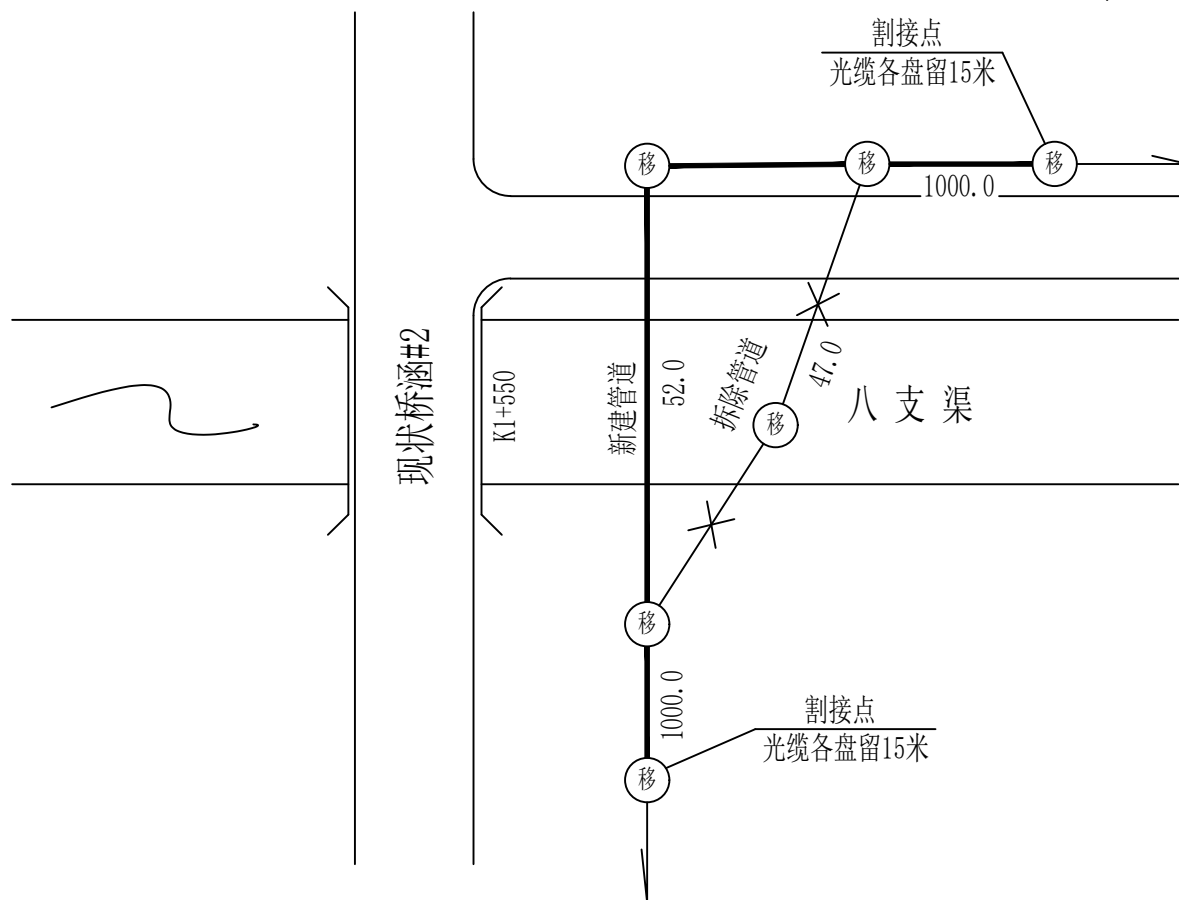 割接点
光缆各盘留15米
移
移
移
1000.0
现状桥涵#2
K1+550
新建管道
52.0
拆除管道
47.0
移
八支渠
移
1000.0
割接点
光缆各盘留15米
移